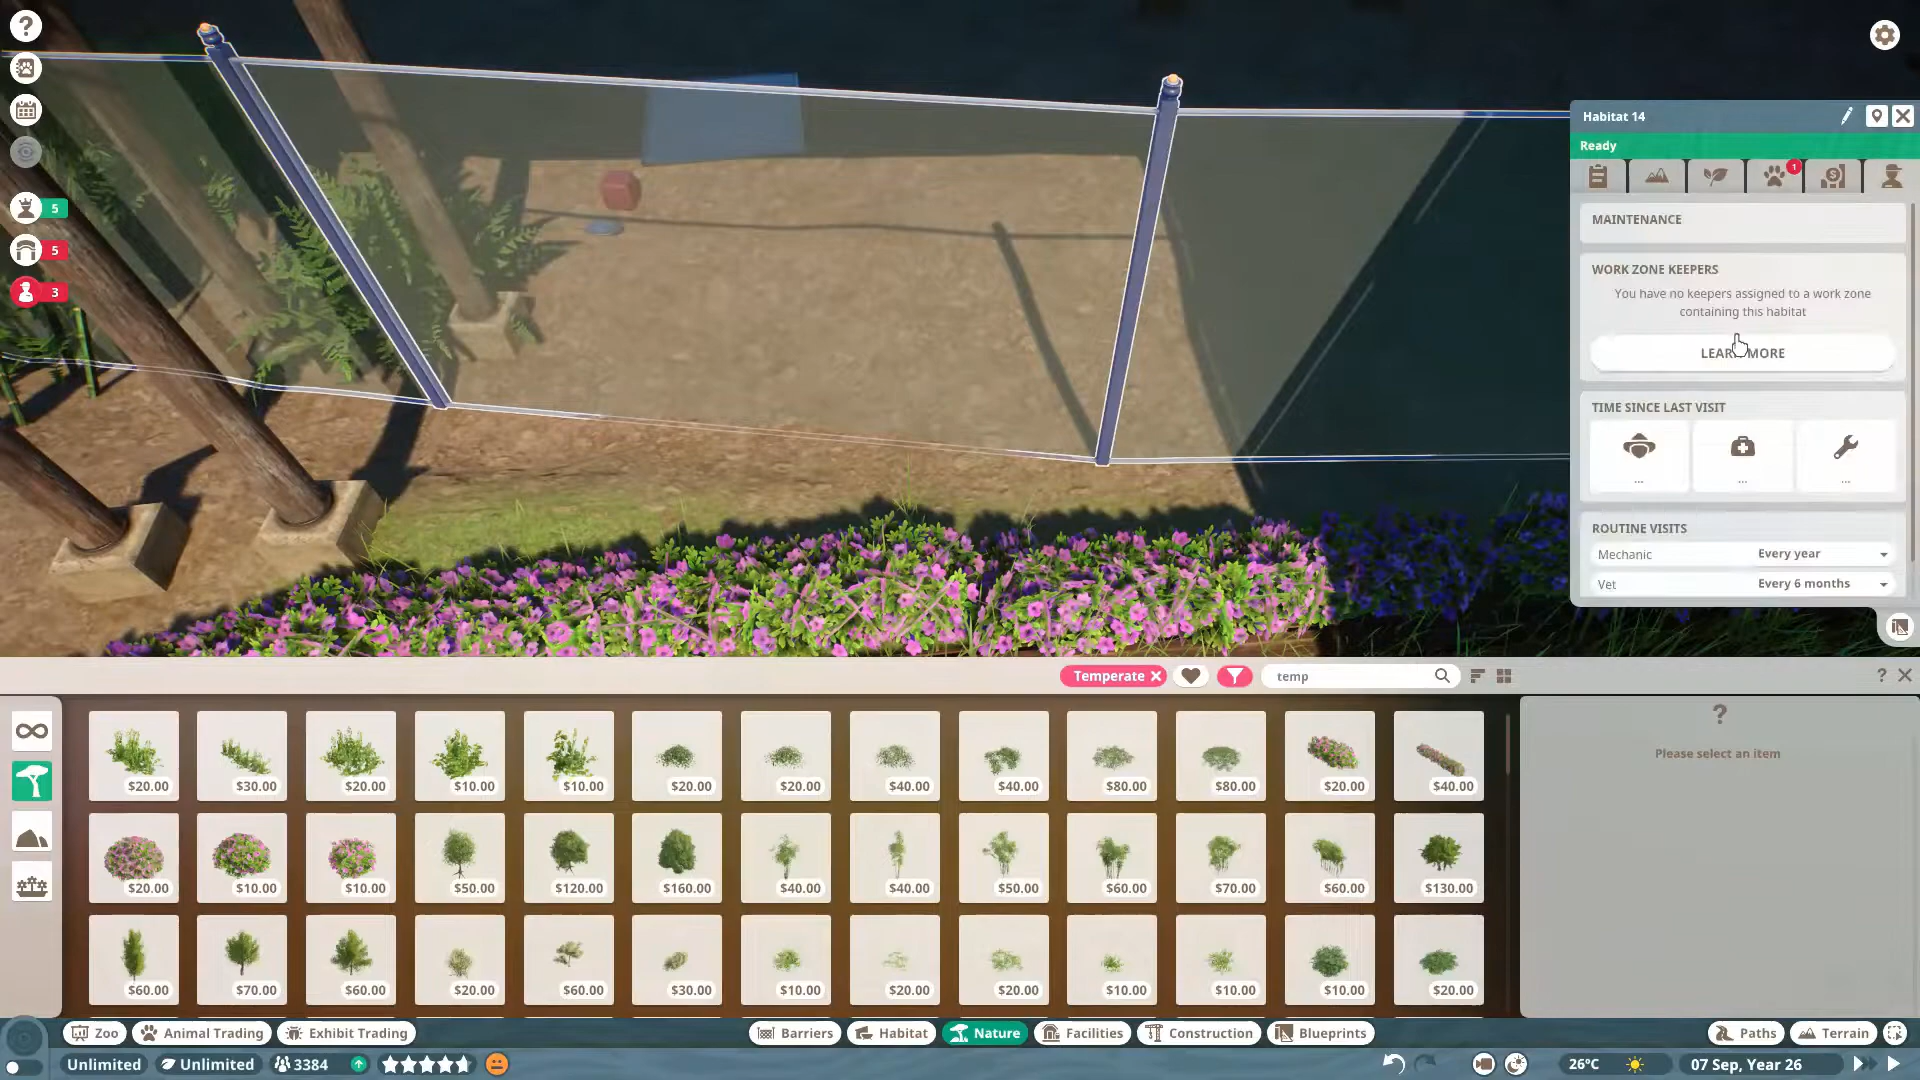 ?
5
5
3
Habitat 14
Ready
1
MAINTENANCE
WORK ZONE KEEPERS
You have no keepers assigned to a work zone
containing this habitat
LEARN MORE
TIME SINCE LAST VISIT
... ... ...
ROUTINE VISITS
Mechanic Every year
Vet Every 6 months
Temperate temp ?
$20.00 $30.00 $20.00 $10.00 $10.00 $20.00 $20.00 $40.00 $40.00 $80.00 $80.00 $20.00 $40.00
$20.00 $10.00 $10.00 $50.00 $120.00 $160.00 $40.00 $40.00 $50.00 $60.00 $70.00 $60.00 $130.00
$60.00 $70.00 $60.00 $20.00 $60.00 $30.00 $10.00 $20.00 $20.00 $10.00 $10.00 $10.00 $20.00
?
Please select an item
Zoo Animal Trading Exhibit Trading Barriers Habitat Nature Facilities Construction Blueprints Paths Terrain
Unlimited Unlimited 3384 26°C 07 Sep, Year 26